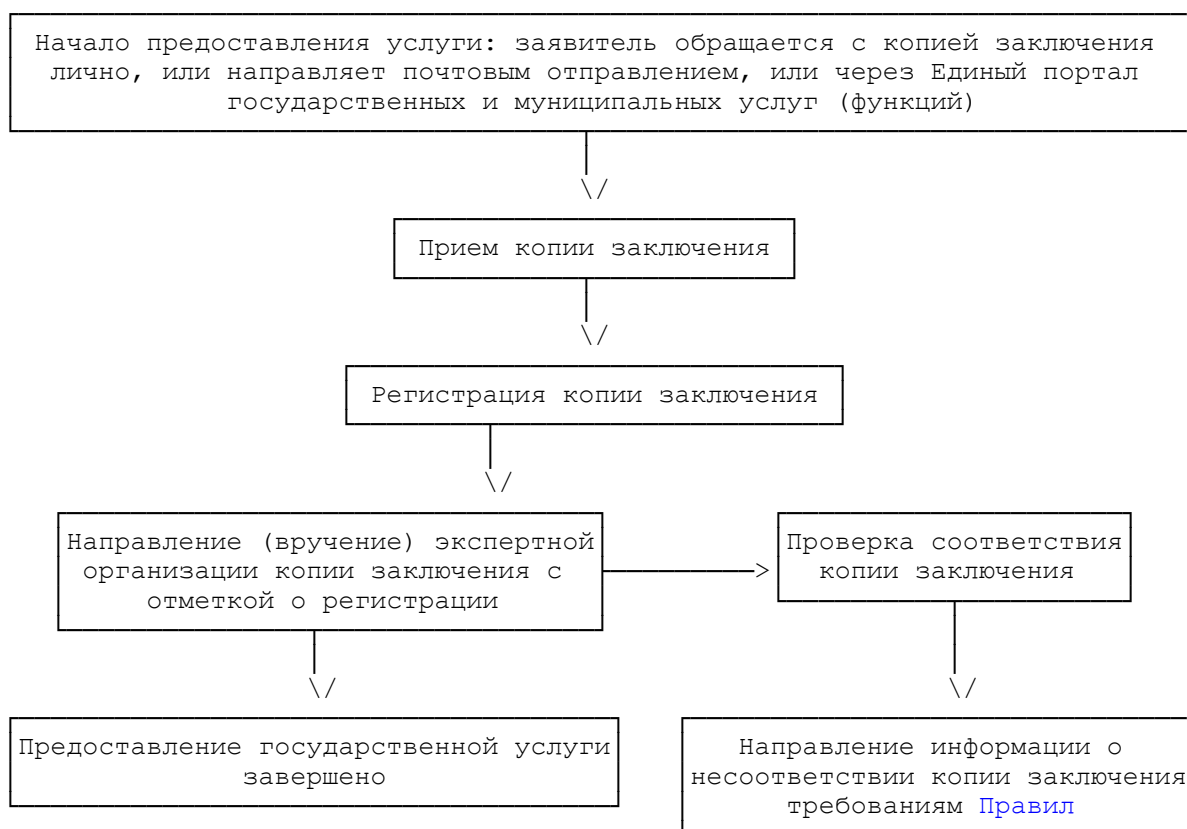 Начало предоставления услуги: заявитель обращается с копией заключения
лично, или направляет почтовым отправлением, или через Единый портал
государственных и муниципальных услуг (функций)
Прием копии заключения
Регистрация копии заключения
Направление (вручение) экспертной
организации копии заключения с
отметкой о регистрации
Проверка соответствия
копии заключения
Предоставление государственной услуги
завершено
Направление информации о
несоответствии копии заключения
требованиям Правил